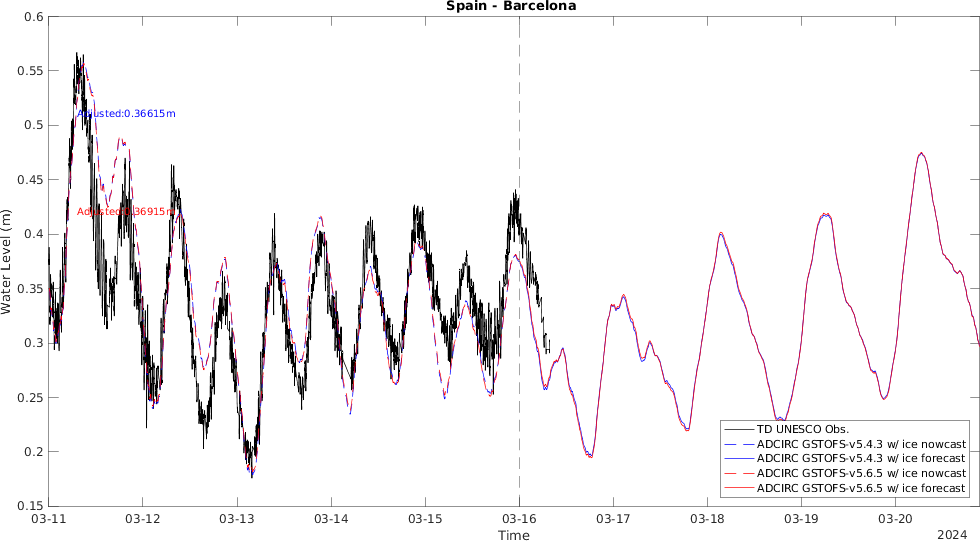 Spain - Barcelona
0.6
0.55
0.5
0.45
0.4
0.35
0.3
0.25
0.2
0.15
Water Level (m)
Adjusted:0.36615m
Adjusted:0.36915m
TD UNESCO Obs.
ADCIRC GSTOFS-v5.4.3 w/ ice nowcast
ADCIRC GSTOFS-v5.4.3 w/ ice forecast
ADCIRC GSTOFS-v5.6.5 w/ ice nowcast
ADCIRC GSTOFS-v5.6.5 w/ ice forecast
03-11 03-12 03-13 03-14 03-15 03-16 03-17 03-18 03-19 03-20
Time
2024